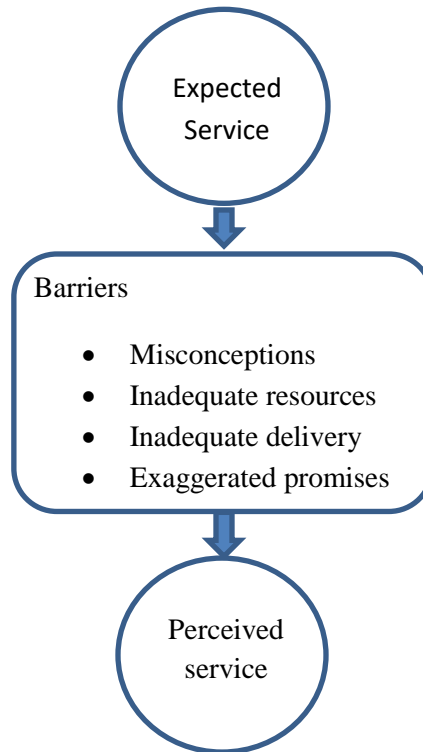 Expected
Service
Barriers
• Misconceptions
• Inadequate resources
• Inadequate delivery
• Exaggerated promises
Perceived
service